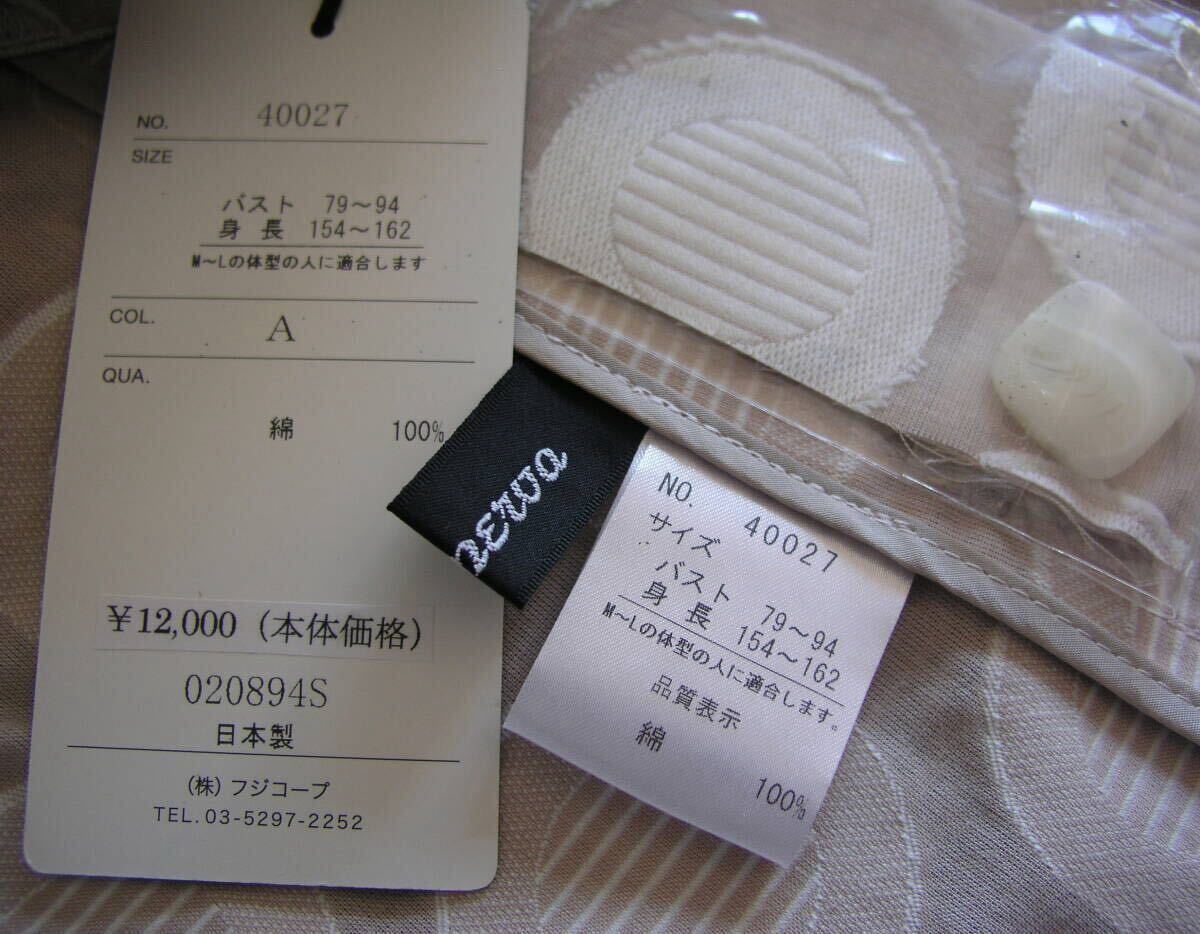 NO. 40027
SIZE
バスト 79～94
身長 154～162
M～Lの体型の人に適合します
COL. A
QUA.
綿 100%
￥12,000（本体価格）
020894S
日本製
(株) フジコープ
TEL. 03-5297-2252
NO. 40027
サイズ
バスト 79～94
身長 154～162
M～Lの体型の人に適合します。
品質表示
綿 100%